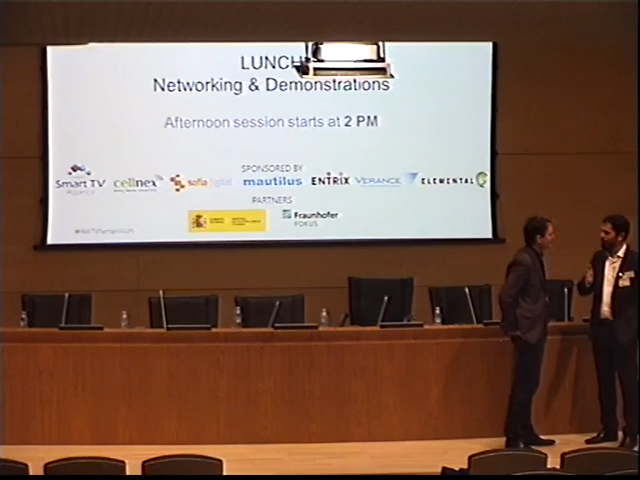 LUNCH
Networking & Demonstrations
Afternoon session starts at 2 PM
SPONSORED BY
Smart TV
cellnex
sofia digital
mautilus
ENTRIX
VERANCE
ELEMENTAL
PARTNERS
Fraunhofer
FOKUS